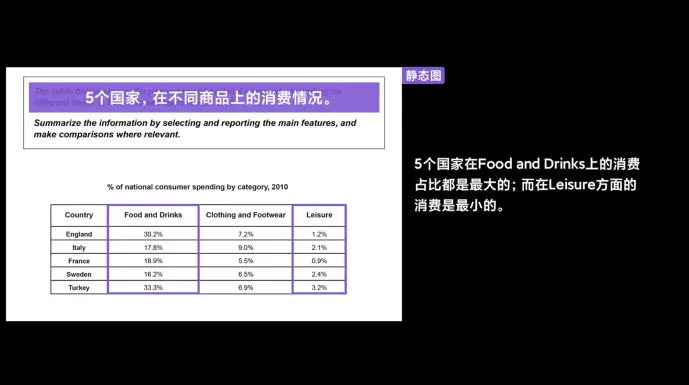 静态图
5个国家，在不同商品上的消费情况。
Summarize the information by selecting and reporting the main features, and
make comparisons where relevant.
% of national consumer spending by category, 2010
Country Food and Drinks Clothing and Footwear Leisure
England 30.2% 7.2% 1.2%
Italy 17.8% 9.0% 2.1%
France 18.9% 5.5% 0.9%
Sweden 16.2% 6.5% 2.4%
Turkey 33.3% 6.9% 3.2%
5个国家在Food and Drinks上的消费
占比都是最大的；而在Leisure方面的
消费是最小的。